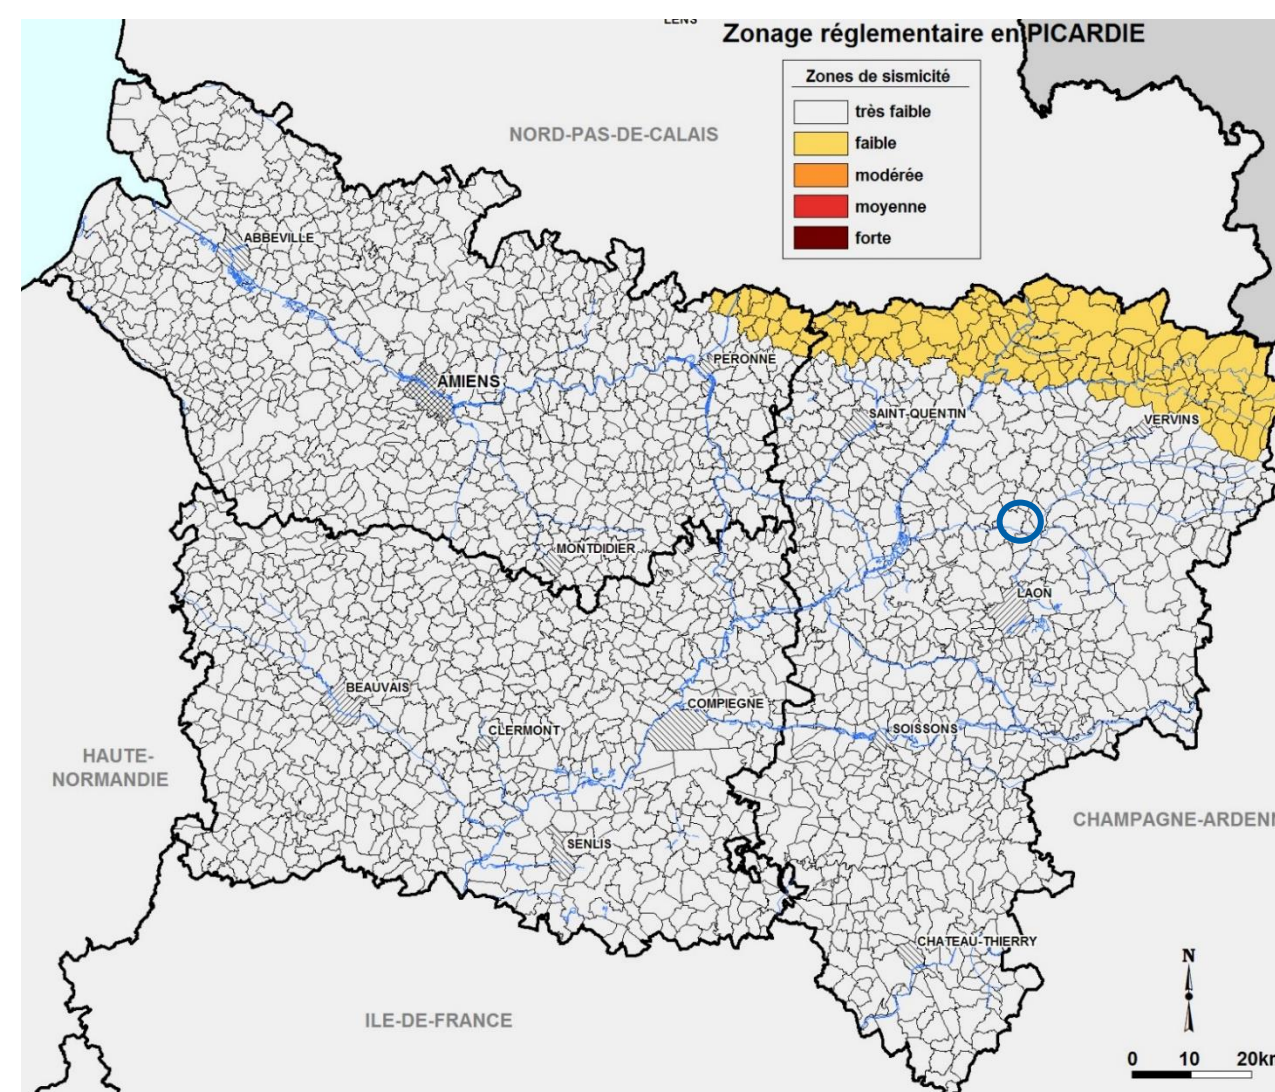 LENS
Zonage réglementaire en PICARDIE
Zones de sismicité
très faible
faible
modérée
moyenne
forte
NORD-PAS-DE-CALAIS
ABBEVILLE
PERONNE
AMIENS
SAINT-QUENTIN
VERVINS
MONTDIDIER
LAON
BEAUVAIS
COMPIEGNE
CLERMONT
SOISSONS
HAUTE-
NORMANDIE
CHAMPAGNE-ARDENN
SENLIS
CHATEAU-THIERRY
N
ILE-DE-FRANCE
0 10 20km